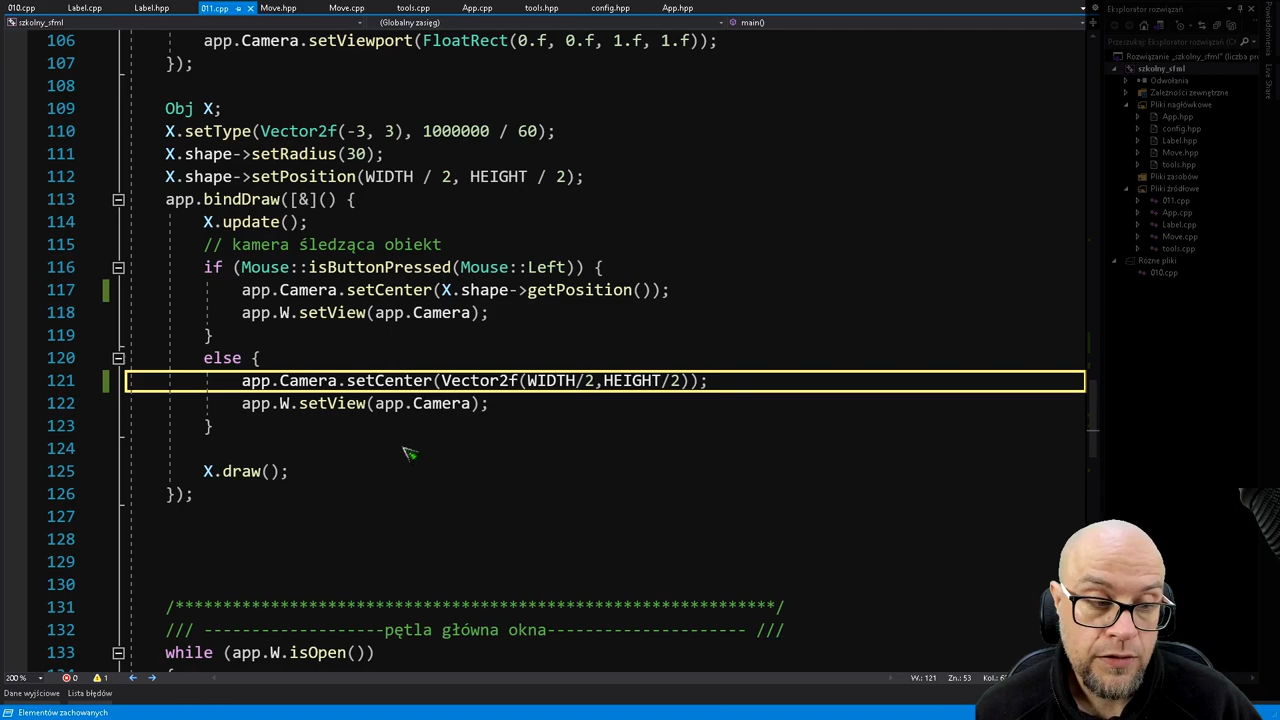 010.cpp Label.cpp Label.hpp 011.cpp Move.hpp Move.cpp tools.cpp App.cpp tools.hpp config.hpp App.hpp
szkolny_sfml (Globalny zasięg) main()
106 app.Camera.setViewport(FloatRect(0.f, 0.f, 1.f, 1.f));
107 });
108
109 Obj X;
110 X.setType(Vector2f(-3, 3), 1000000 / 60);
111 X.shape->setRadius(30);
112 X.shape->setPosition(WIDTH / 2, HEIGHT / 2);
113 app.bindDraw([&]() {
114 X.update();
115 // kamera śledząca obiekt
116 if (Mouse::isButtonPressed(Mouse::Left)) {
117 app.Camera.setCenter(X.shape->getPosition());
118 app.W.setView(app.Camera);
119 }
120 else {
121 app.Camera.setCenter(Vector2f(WIDTH/2,HEIGHT/2));
122 app.W.setView(app.Camera);
123 }
124
125 X.draw();
126 });
127
128
129
130
131 /***************************************************************/
132 /// -------------------pętla główna okna--------------------- ///
133 while (app.W.isOpen())
200 % 0 1 W.: 121 Zn.: 53
Dane wyjściowe Lista błędów
Elementów zachowanych
Eksplorator rozwiązań
Przeszukaj: Eksplorator rozwiązań (C
Rozwiązanie „szkolny_sfml" (liczba pro
szkolny_sfml
Odwołania
Zależności zewnętrzne
Pliki nagłówkowe
App.hpp
config.hpp
Label.hpp
Move.hpp
tools.hpp
Pliki zasobów
Pliki źródłowe
011.cpp
App.cpp
Label.cpp
Move.cpp
tools.cpp
Różne pliki
010.cpp
Powiadomienia
Live Share